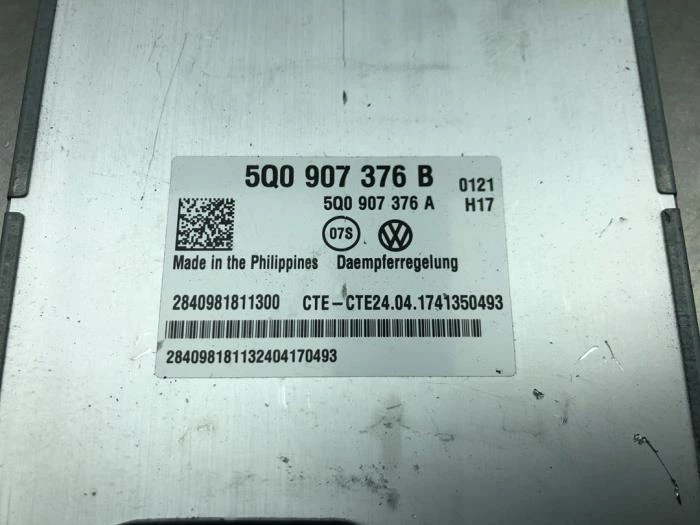 5Q0 907 376 B 0121
5Q0 907 376 A H17
07S
Made in the Philippines Daempferregelung
2840981811300 CTE-CTE24.04.1741350493
284098181132404170493